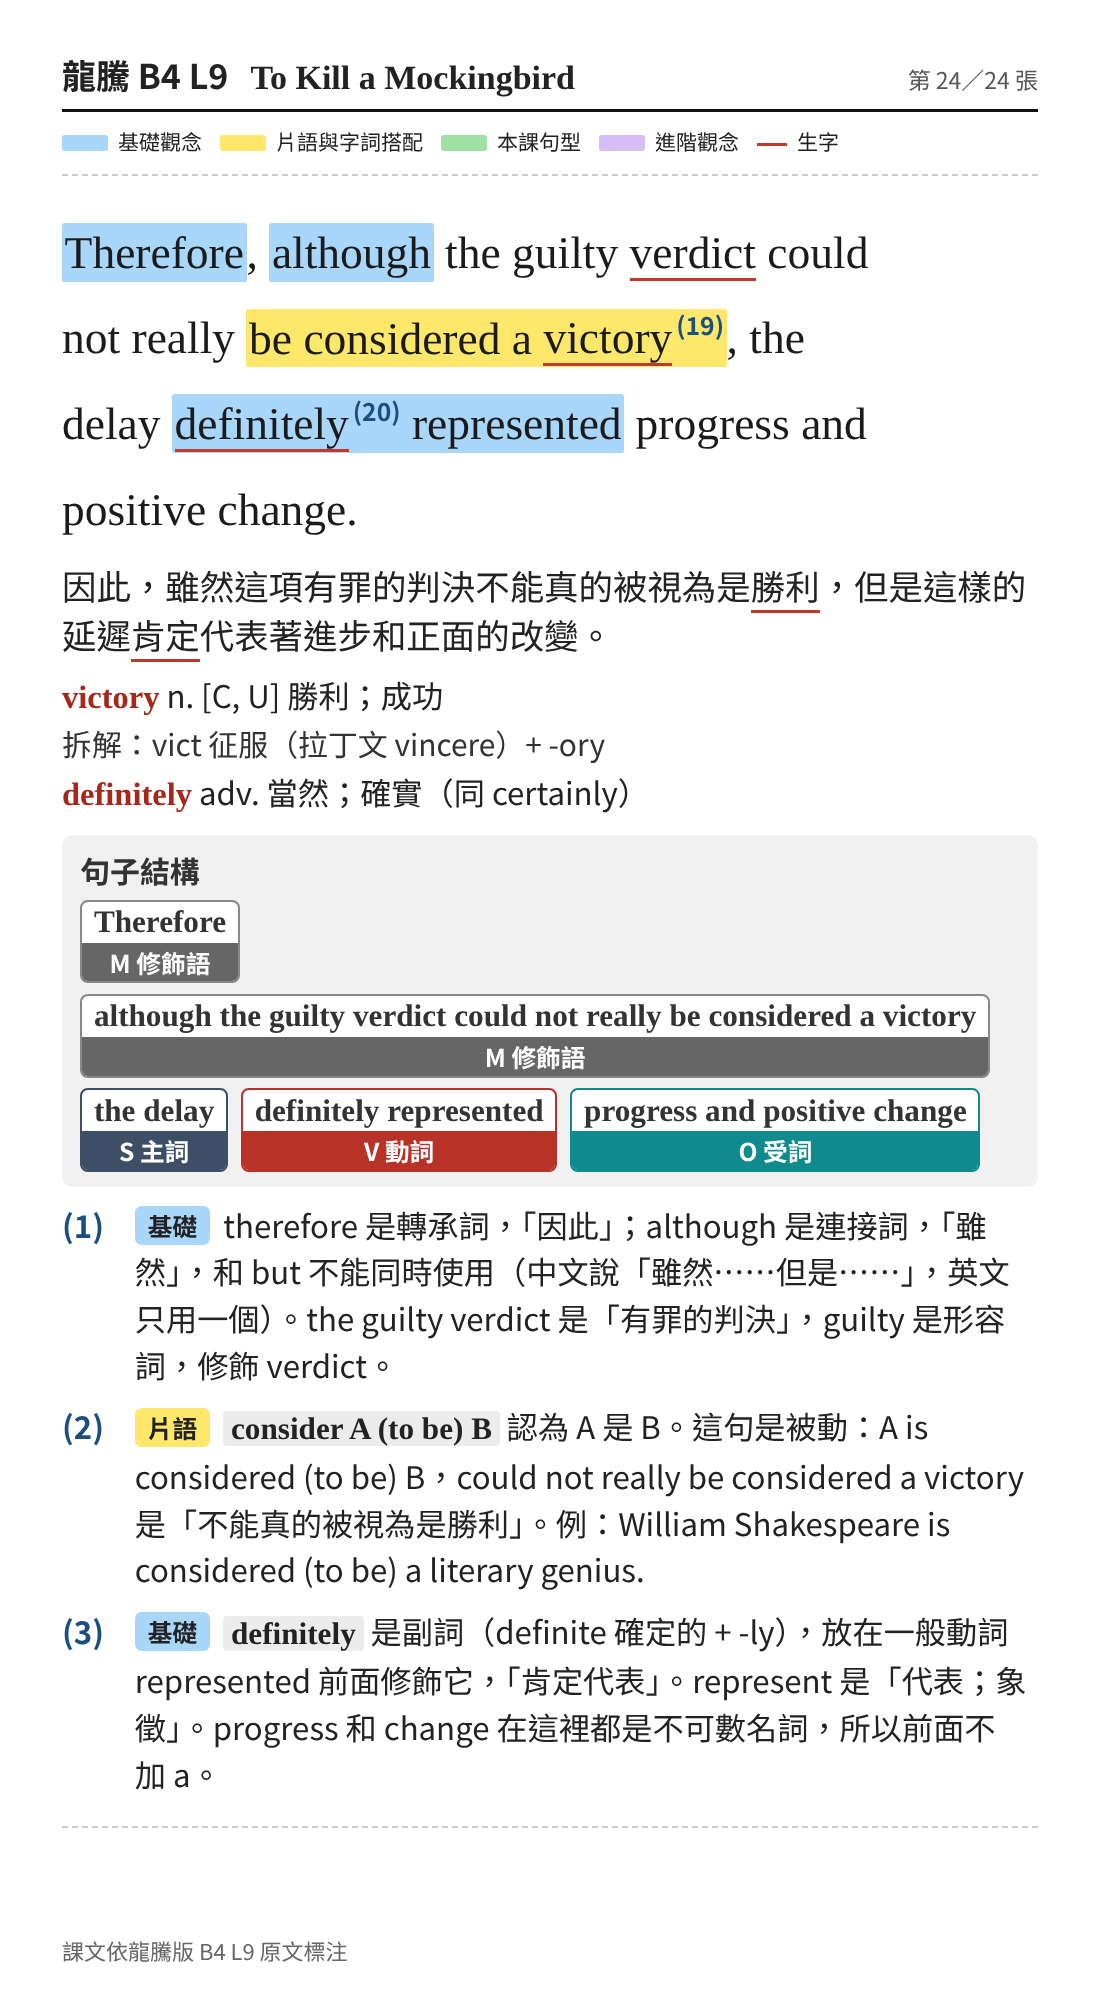 龍騰 B4 L9 To Kill a Mockingbird 第 24／24 張
基礎觀念 片語與字詞搭配 本課句型 進階觀念 生字
Therefore, although the guilty verdict could
not really be considered a victory(19), the
delay definitely(20) represented progress and
positive change.
因此，雖然這項有罪的判決不能真的被視為是勝利，但是這樣的
延遲肯定代表著進步和正面的改變。
victory n. [C, U] 勝利；成功
拆解：vict 征服（拉丁文 vincere）+ -ory
definitely adv. 當然；確實（同 certainly）
句子結構
Therefore
M 修飾語
although the guilty verdict could not really be considered a victory
M 修飾語
the delay definitely represented progress and positive change
S 主詞 V 動詞 O 受詞
(1) 基礎 therefore 是轉承詞，「因此」；although 是連接詞，「雖
然」，和 but 不能同時使用（中文說「雖然……但是……」，英文
只用一個）。the guilty verdict 是「有罪的判決」，guilty 是形容
詞，修飾 verdict。
(2) 片語 consider A (to be) B 認為 A 是 B。這句是被動：A is
considered (to be) B，could not really be considered a victory
是「不能真的被視為是勝利」。例：William Shakespeare is
considered (to be) a literary genius.
(3) 基礎 definitely 是副詞（definite 確定的 + -ly），放在一般動詞
represented 前面修飾它，「肯定代表」。represent 是「代表；象
徵」。progress 和 change 在這裡都是不可數名詞，所以前面不
加 a。
課文依龍騰版 B4 L9 原文標注